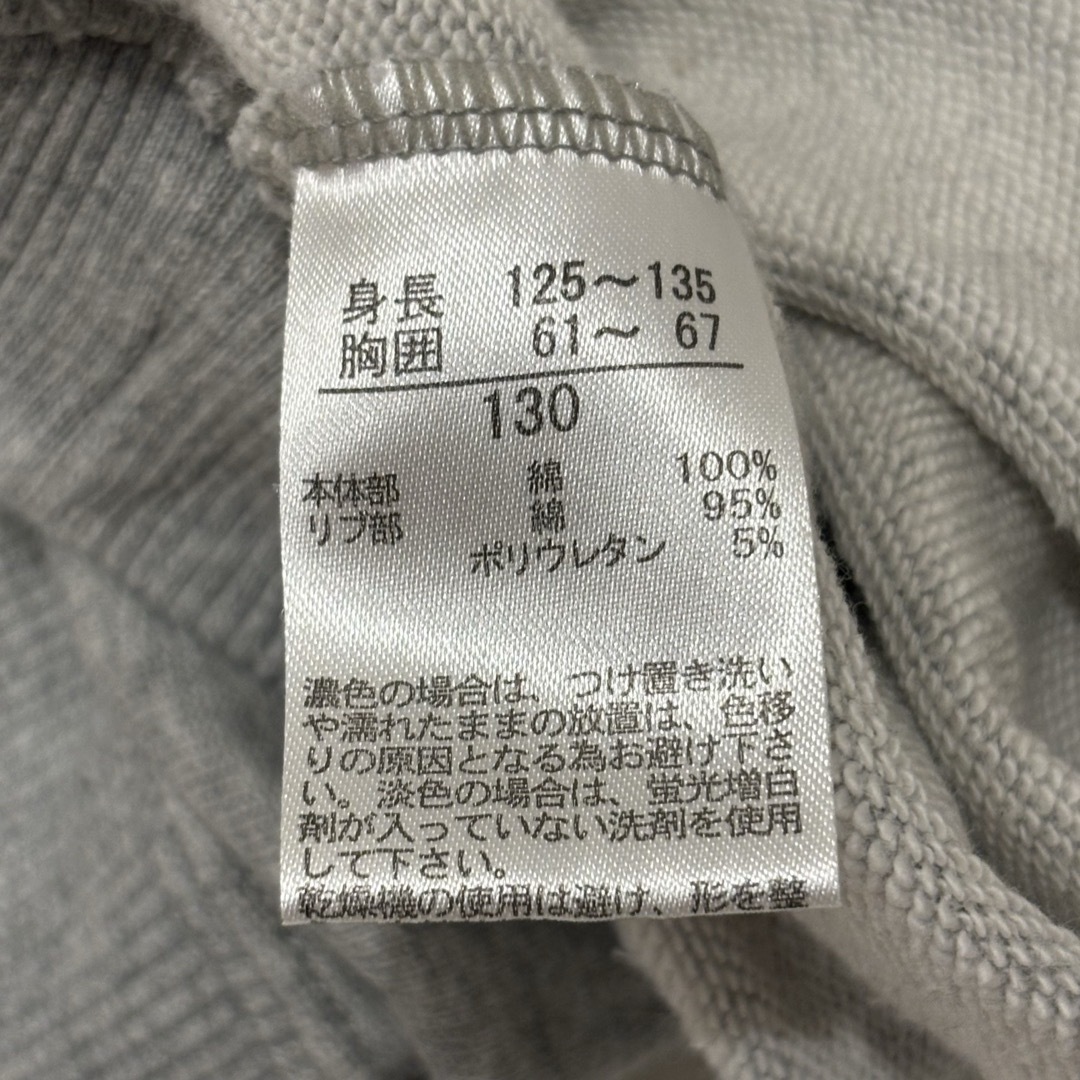 身長 125〜135
胸囲 61〜 67
130
本体部 綿 100%
リブ部 綿 95%
ポリウレタン 5%
濃色の場合は、つけ置き洗い
や濡れたままの放置は、色移
りの原因となる為お避け下さ
い。淡色の場合は、蛍光増白
剤が入っていない洗剤を使用
して下さい。
乾燥機の使用は避け、形を整